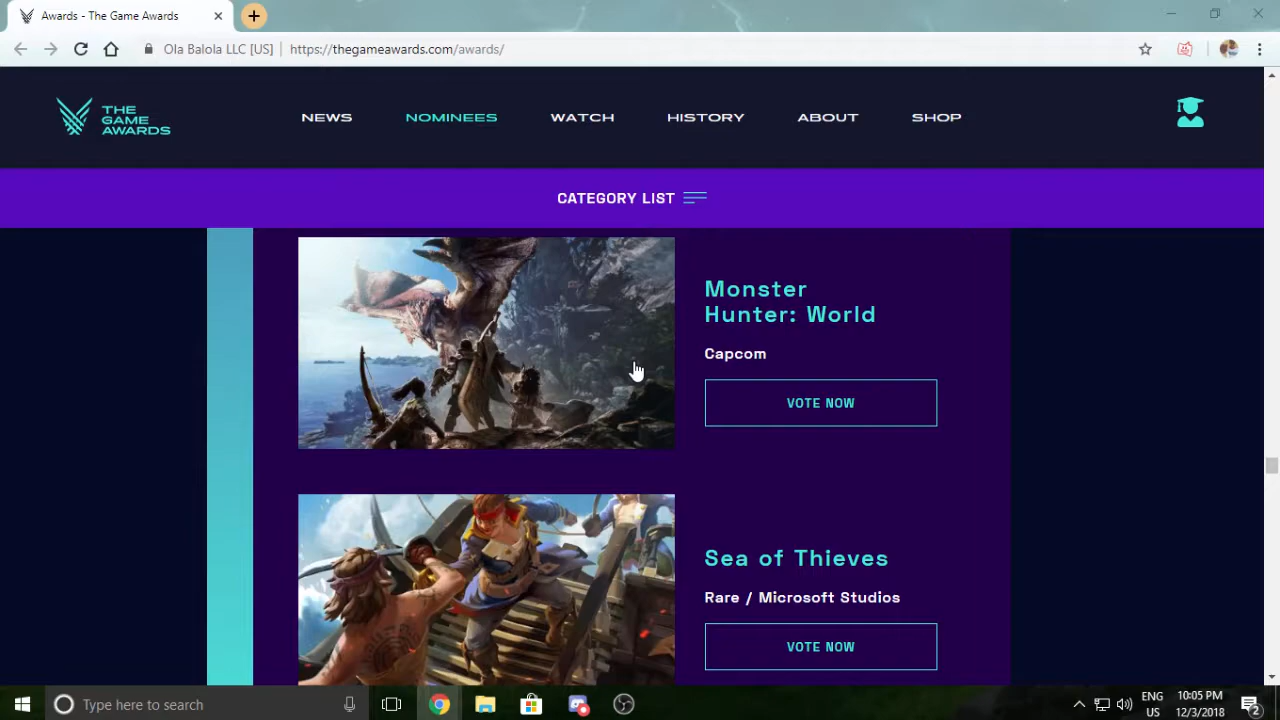 Awards - The Game Awards
Ola Balola LLC [US] https://thegameawards.com/awards/
THE
GAME
AWARDS
NEWS NOMINEES WATCH HISTORY ABOUT SHOP
CATEGORY LIST
Monster
Hunter: World
Capcom
VOTE NOW
Sea of Thieves
Rare / Microsoft Studios
VOTE NOW
Type here to search
ENG
US
10:05 PM
12/3/2018
2